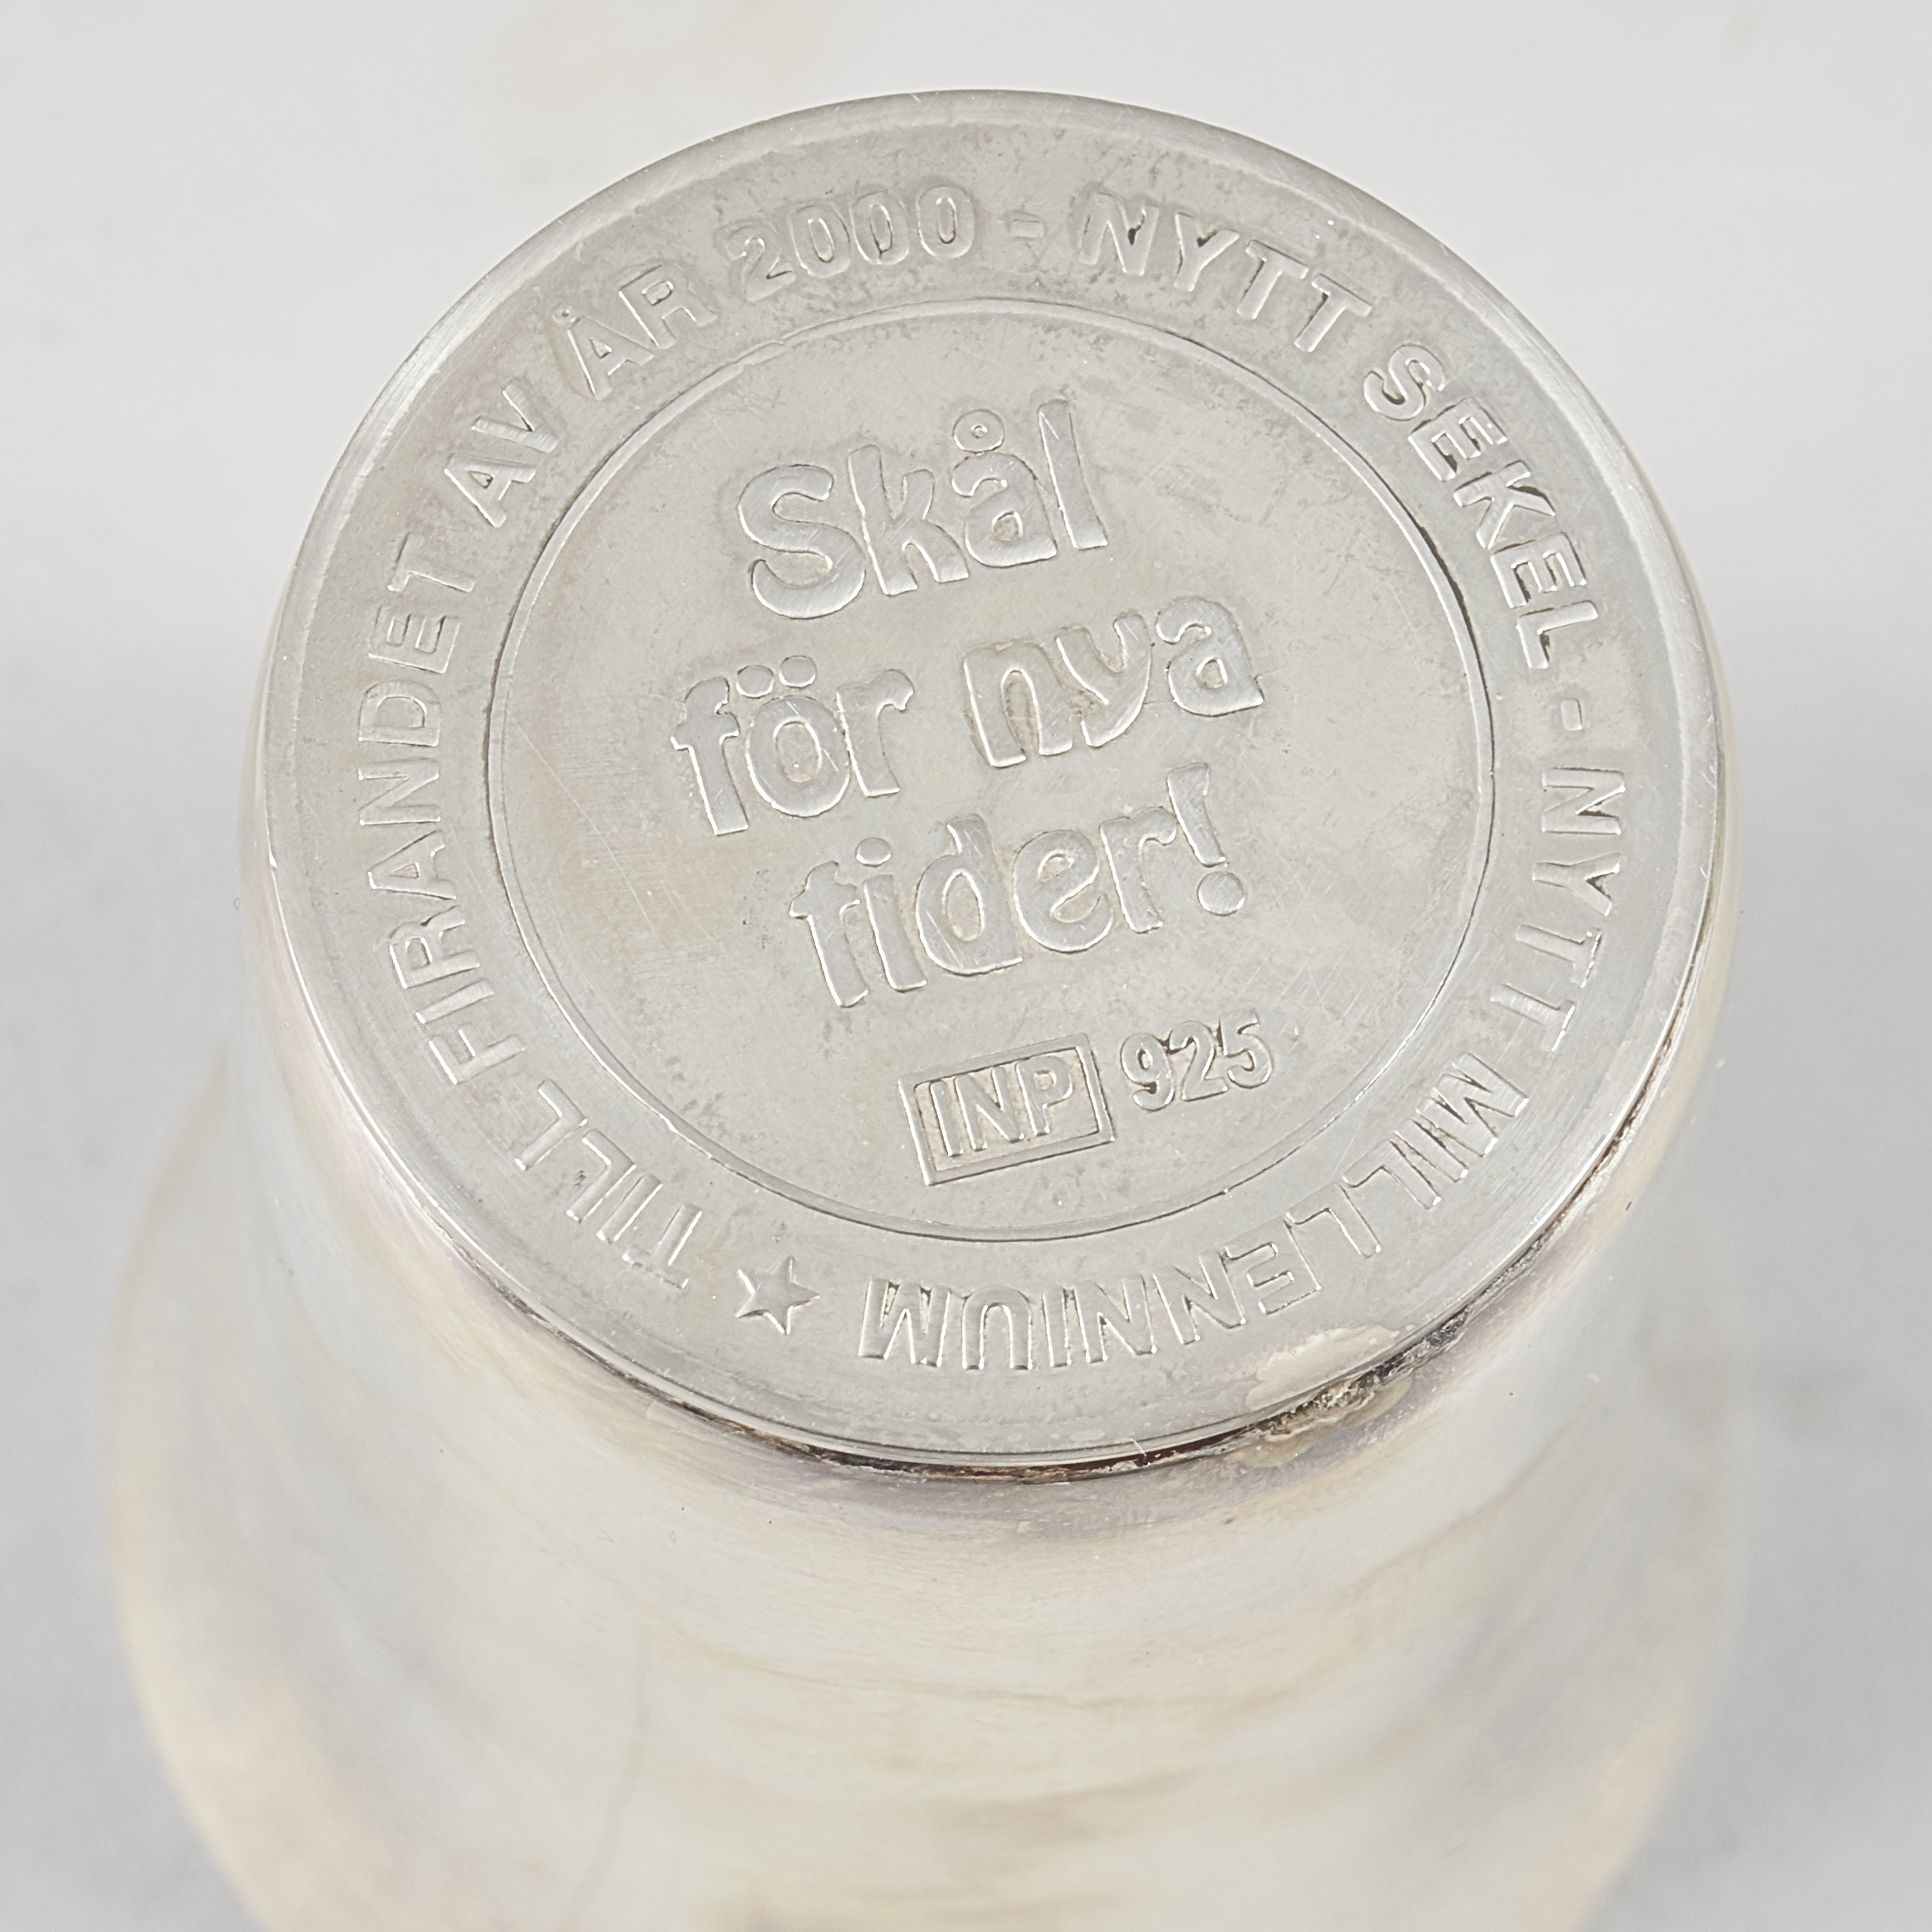 TILL FIRANDET AV ÅR 2000 - NYTT SEKEL - NYTT MILLENNIUM
Skål
för nya
tider!
INP 925